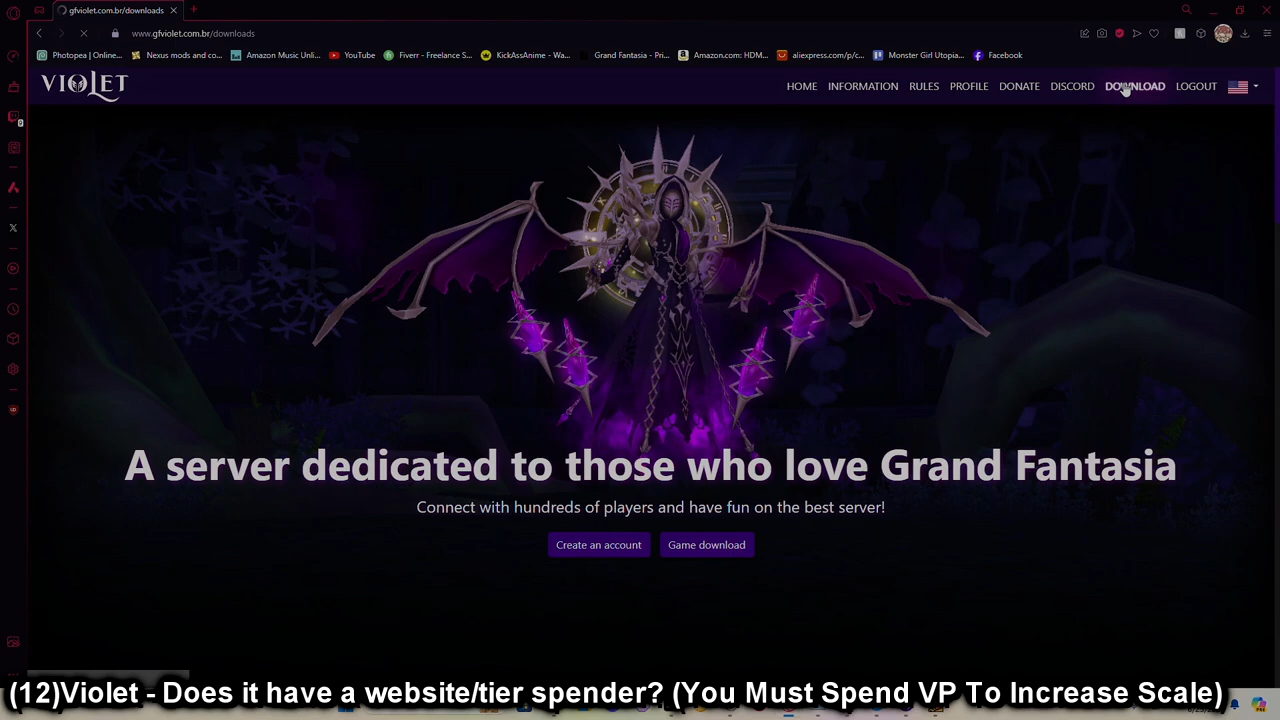 gfviolet.com.br/downloads
www.gfviolet.com.br/downloads
Photopea | Online... Nexus mods and co... Amazon Music Unli... YouTube Fiverr - Freelance S... KickAssAnime - Wa... Grand Fantasia - Pri... Amazon.com: HDM... aliexpress.com/p/c... Monster Girl Utopia... Facebook
VIOLET HOME INFORMATION RULES PROFILE DONATE DISCORD DOWNLOAD LOGOUT
A server dedicated to those who love Grand Fantasia
Connect with hundreds of players and have fun on the best server!
Create an account Game download
(12)Violet - Does it have a website/tier spender? (You Must Spend VP To Increase Scale)